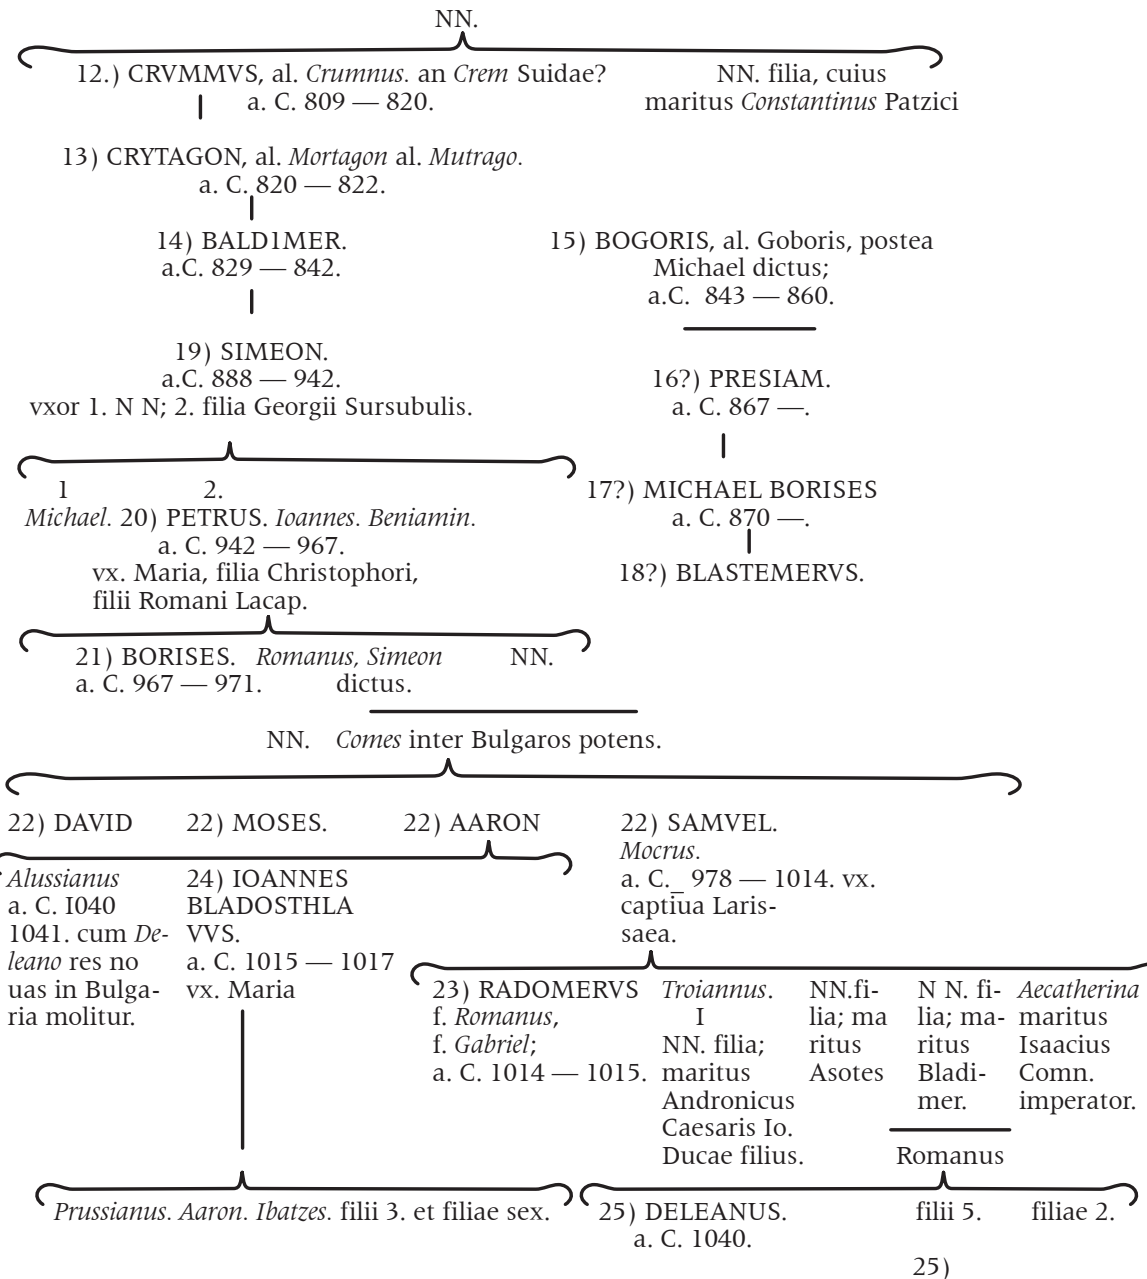 NN.
12.) CRVMMVS, al. Crumnus. an Crem Suidae?
a. C. 809 — 820.
NN. filia, cuius
maritus Constantinus Patzici
13) CRYTAGON, al. Mortagon al. Mutrago.
a. C. 820 — 822.
14) BALD1MER.
a.C. 829 — 842.
15) BOGORIS, al. Goboris, postea
Michael dictus;
a.C. 843 — 860.
19) SIMEON.
a.C. 888 — 942.
vxor 1. N N; 2. filia Georgii Sursubulis.
16?) PRESIAM.
a. C. 867 —.
1 2.
Michael. 20) PETRUS. Ioannes. Beniamin.
a. C. 942 — 967.
vx. Maria, filia Christophori,
filii Romani Lacap.
17?) MICHAEL BORISES
a. C. 870 —.
18?) BLASTEMERVS.
21) BORISES. Romanus, Simeon NN.
a. C. 967 — 971. dictus.
NN. Comes inter Bulgaros potens.
22) DAVID 22) MOSES. 22) AARON 22) SAMVEL.
Mocrus.
a. C._ 978 — 1014. vx.
captiua Laris-
saea.
Alussianus
a. C. I040
1041. cum De-
leano res no
uas in Bulga-
ria molitur.
24) IOANNES
BLADOSTHLA
VVS.
a. C. 1015 — 1017
vx. Maria
23) RADOMERVS
f. Romanus,
f. Gabriel;
a. C. 1014 — 1015.
Troiannus.
I
NN. filia;
maritus
Andronicus
Caesaris Io.
Ducae filius.
NN.fi-
lia; ma
ritus
Asotes
N N. fi-
lia; ma-
ritus
Bladi-
mer.
Aecatherina
maritus
Isaacius
Comn.
imperator.
Romanus
Prussianus. Aaron. Ibatzes. filii 3. et filiae sex.
25) DELEANUS. filii 5. filiae 2.
a. C. 1040.
25)